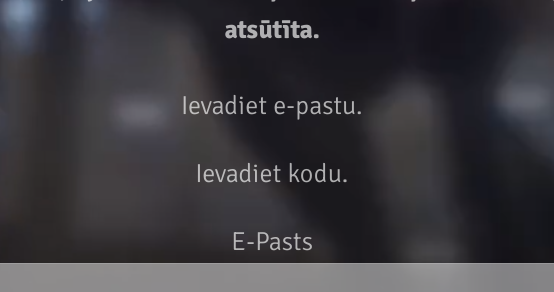 atsūtīta.
Ievadiet e-pastu.
Ievadiet kodu.
E-Pasts